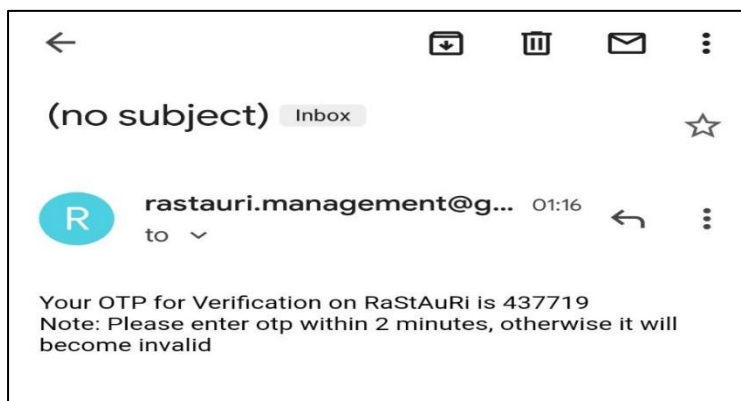 (no subject) Inbox
R
rastauri.management@g... 01:16
to
Your OTP for Verification on RaStAuRi is 437719
Note: Please enter otp within 2 minutes, otherwise it will
become invalid